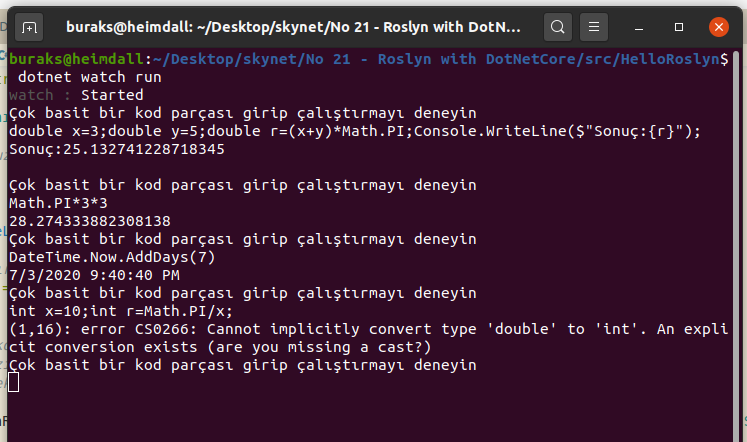 buraks@heimdall: ~/Desktop/skynet/No 21 - Roslyn with DotN...
buraks@heimdall:~/Desktop/skynet/No 21 - Roslyn with DotNetCore/src/HelloRoslyn$
dotnet watch run
watch : Started
Çok basit bir kod parçası girip çalıştırmayı deneyin
double x=3;double y=5;double r=(x+y)*Math.PI;Console.WriteLine($"Sonuç:{r}");
Sonuç:25.132741228718345
Çok basit bir kod parçası girip çalıştırmayı deneyin
Math.PI*3*3
28.274333882308138
Çok basit bir kod parçası girip çalıştırmayı deneyin
DateTime.Now.AddDays(7)
7/3/2020 9:40:40 PM
Çok basit bir kod parçası girip çalıştırmayı deneyin
int x=10;int r=Math.PI/x;
(1,16): error CS0266: Cannot implicitly convert type 'double' to 'int'. An expli
cit conversion exists (are you missing a cast?)
Çok basit bir kod parçası girip çalıştırmayı deneyin